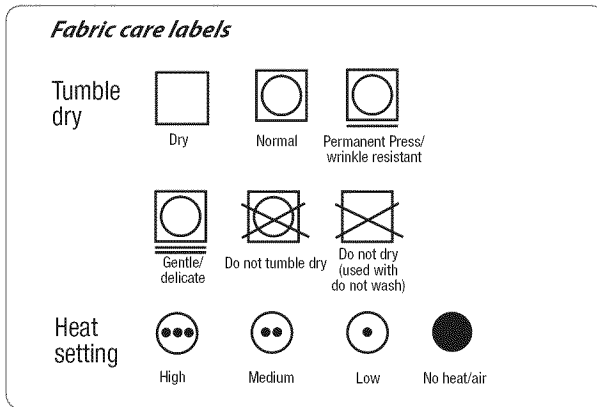 Fabric care labels
Tumble
dry
Dry
Normal
Permanent Press/
wrinkle resistant
Gentle/
delicate
Do not tumble dry
Do not dry
(used with
do not wash)
Heat
setting
High
Medium
Low
No heat/air